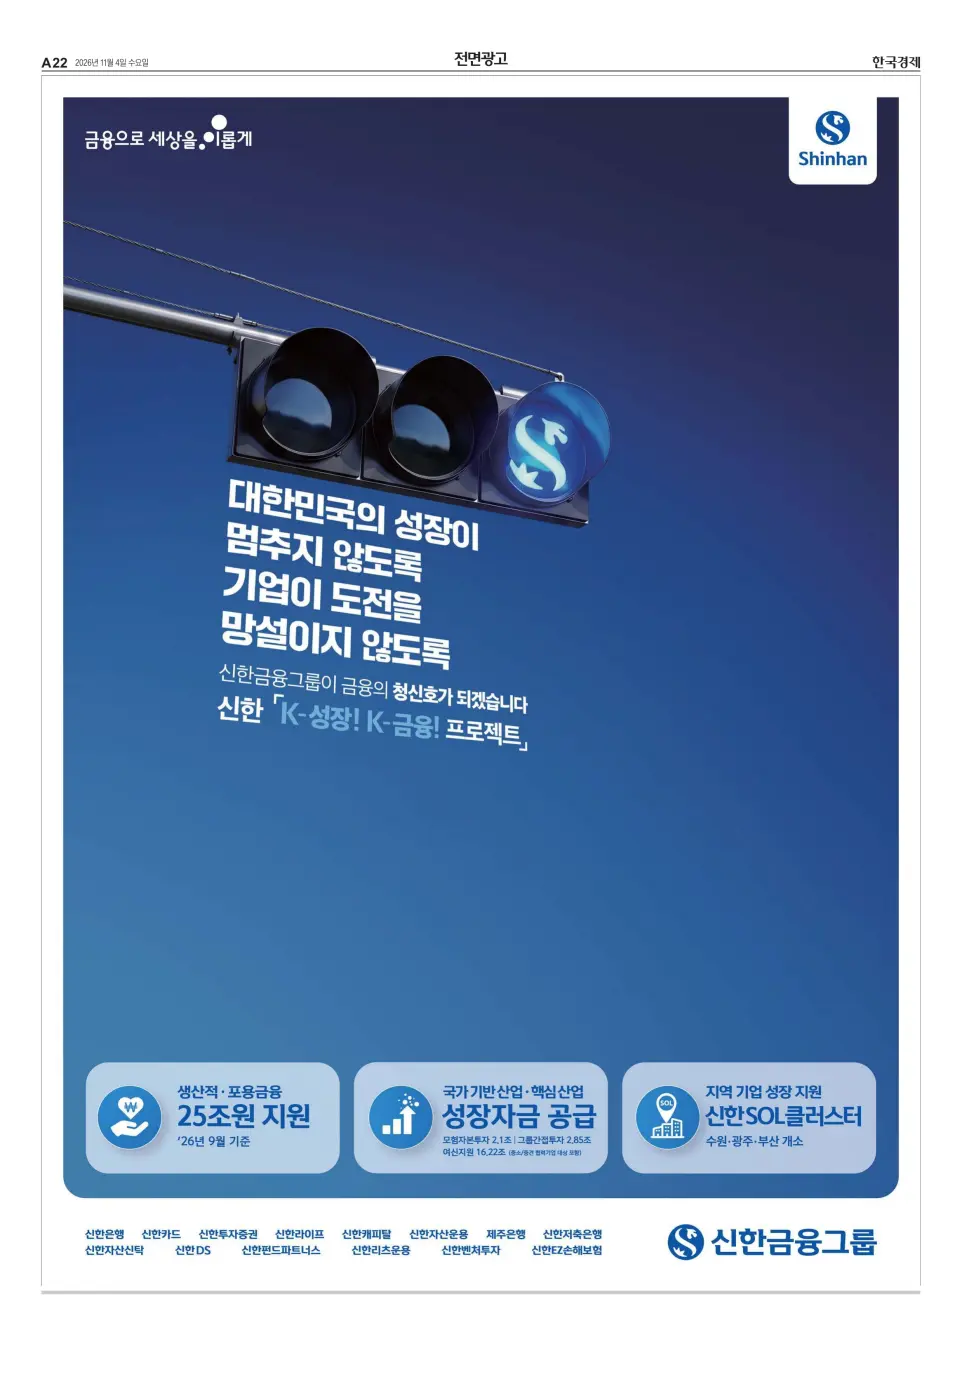 A22 2026년 11월 4일 수요일
전면광고
한국경제
금융으로 세상을 이롭게
Shinhan
대한민국의 성장이
멈추지 않도록
기업이 도전을
망설이지 않도록
신한금융그룹이 금융의 청신호가 되겠습니다
신한 「K-성장! K-금융! 프로젝트」
생산적·포용금융
25조원 지원
‘26년 9월 기준
국가 기반 산업·핵심 산업
성장자금 공급
모험자본투자 2.1조 | 그룹간접투자 2.85조
여신지원 16.22조 (중소/중견 협력기업 대상 포함)
SOL
지역 기업 성장 지원
신한 SOL클러스터
수원·광주·부산 개소
신한은행 신한카드 신한투자증권 신한라이프 신한캐피탈 신한자산운용 제주은행 신한저축은행
신한자산신탁 신한DS 신한펀드파트너스 신한리츠운용 신한벤처투자 신한EZ손해보험
신한금융그룹